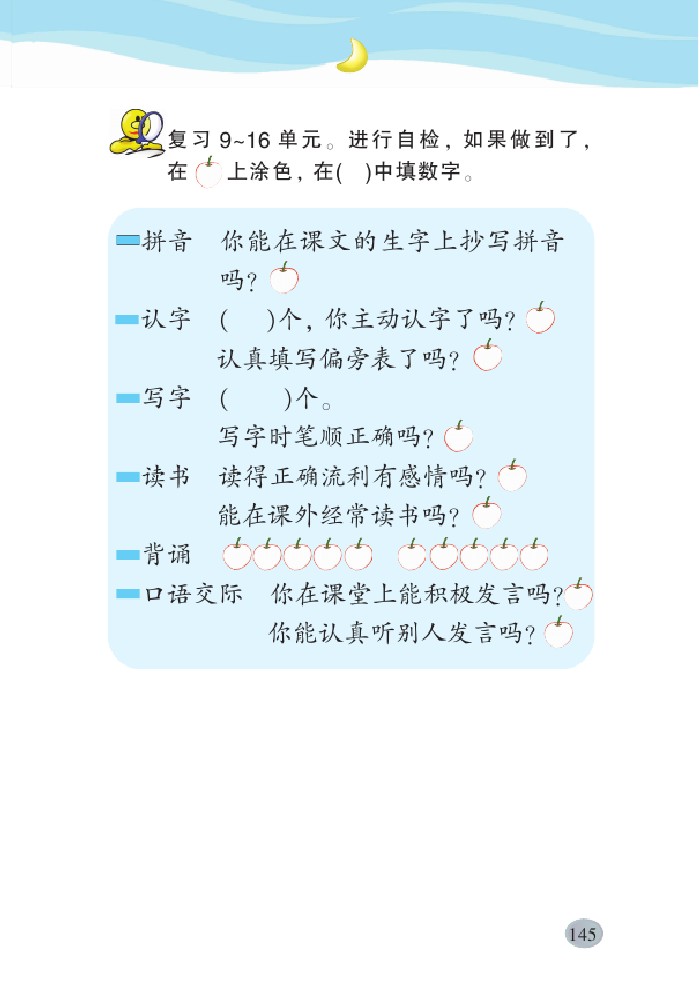 复习9~16单元。进行自检，如果做到了，
在 上涂色，在( )中填数字。
拼音 你能在课文的生字上抄写拼音
吗？
认字 ( )个，你主动认字了吗？
认真填写偏旁表了吗？
写字 ( )个。
写字时笔顺正确吗？
读书 读得正确流利有感情吗？
能在课外经常读书吗？
背诵
口语交际 你在课堂上能积极发言吗？
你能认真听别人发言吗？
145